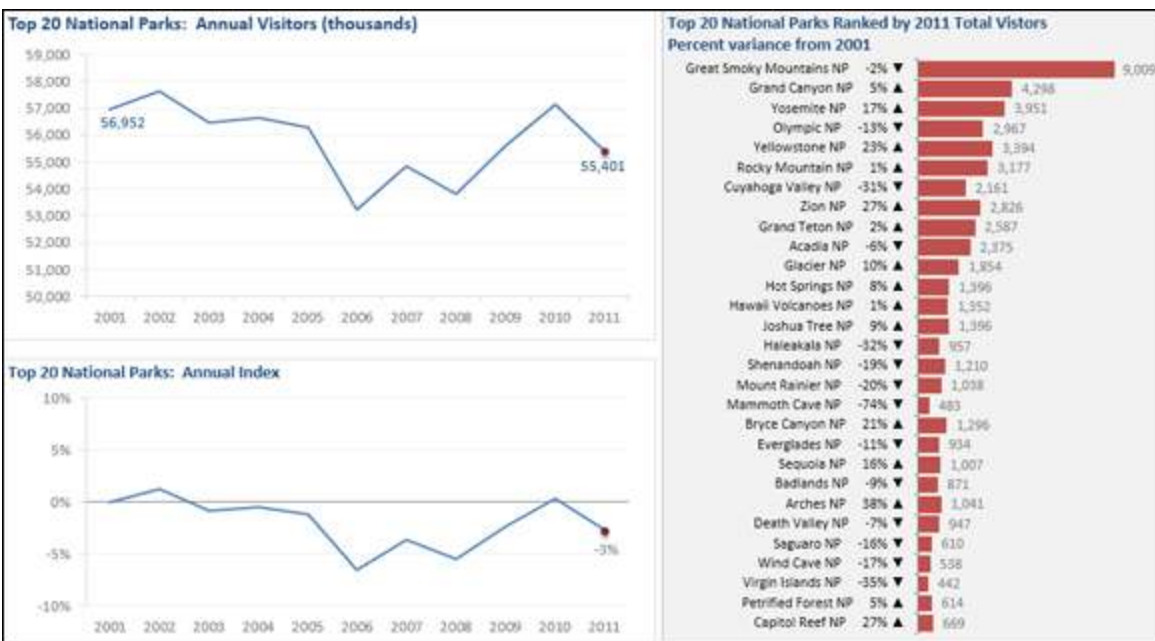 Top 20 National Parks: Annual Visitors (thousands)
59,000
58,000
57,000
56,000
55,000
54,000
53,000
52,000
51,000
50,000
56,952
55,401
2001 2002 2003 2004 2005 2006 2007 2008 2009 2010 2011
Top 20 National Parks: Annual Index
10%
5%
0%
-5%
-10%
-3%
2001 2002 2003 2004 2005 2006 2007 2008 2009 2010 2011
Top 20 National Parks Ranked by 2011 Total Vistors
Percent variance from 2001
Great Smoky Mountains NP -2% ▼ 9,009
Grand Canyon NP 5% ▲ 4,298
Yosemite NP 17% ▲ 3,951
Olympic NP -13% ▼ 2,967
Yellowstone NP 23% ▲ 3,394
Rocky Mountain NP 1% ▲ 3,177
Cuyahoga Valley NP -31% ▼ 2,161
Zion NP 27% ▲ 2,826
Grand Teton NP 2% ▲ 2,587
Acadia NP -6% ▼ 2,375
Glacier NP 10% ▲ 1,854
Hot Springs NP 8% ▲ 1,396
Hawaii Volcanoes NP 1% ▲ 1,352
Joshua Tree NP 9% ▲ 1,396
Haleakala NP -32% ▼ 957
Shenandoah NP -19% ▼ 1,210
Mount Rainier NP -20% ▼ 1,038
Mammoth Cave NP -74% ▼ 483
Bryce Canyon NP 21% ▲ 1,296
Everglades NP -11% ▼ 934
Sequoia NP 16% ▲ 1,007
Badlands NP -9% ▼ 871
Arches NP 38% ▲ 1,041
Death Valley NP -7% ▼ 947
Saguaro NP -16% ▼ 610
Wind Cave NP -17% ▼ 538
Virgin Islands NP -35% ▼ 442
Petrified Forest NP 5% ▲ 614
Capitol Reef NP 27% ▲ 669